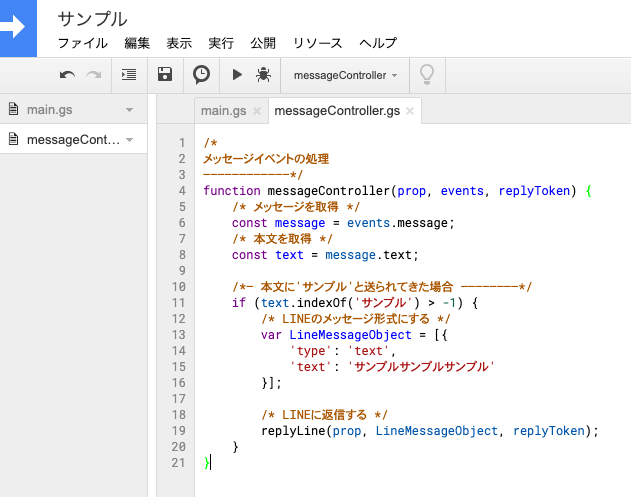 サンプル
ファイル 編集 表示 実行 公開 リソース ヘルプ
messageController
main.gs
messageCont...
main.gs × messageController.gs ×
1 /*
2 メッセージイベントの処理
3 ------------*/
4 function messageController(prop, events, replyToken) {
5 /* メッセージを取得 */
6 const message = events.message;
7 /* 本文を取得 */
8 const text = message.text;
9
10 /*- 本文に'サンプル'と送られてきた場合 --------*/
11 if (text.indexOf('サンプル') > -1) {
12 /* LINEのメッセージ形式にする */
13 var LineMessageObject = [{
14 'type': 'text',
15 'text': 'サンプルサンプルサンプル'
16 }];
17
18 /* LINEに返信する */
19 replyLine(prop, LineMessageObject, replyToken);
20 }
21 }